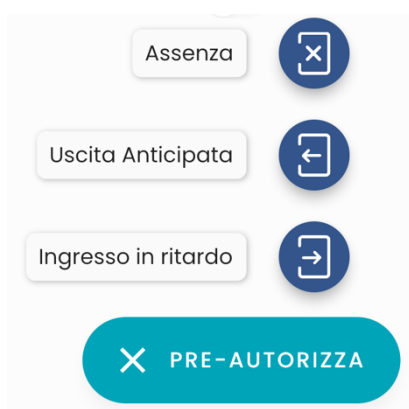 Assenza
Uscita Anticipata
Ingresso in ritardo
PRE-AUTORIZZA